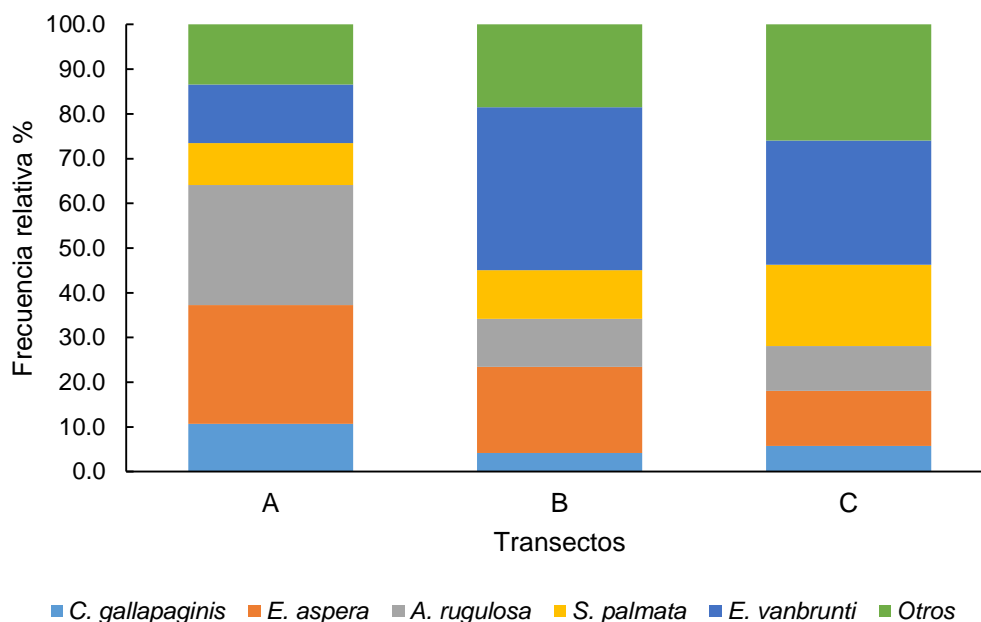 Frecuencia relativa %
100.0
90.0
80.0
70.0
60.0
50.0
40.0
30.0
20.0
10.0
0.0
A B C
Transectos
C. gallapaginis E. aspera A. rugulosa S. palmata E. vanbrunti Otros